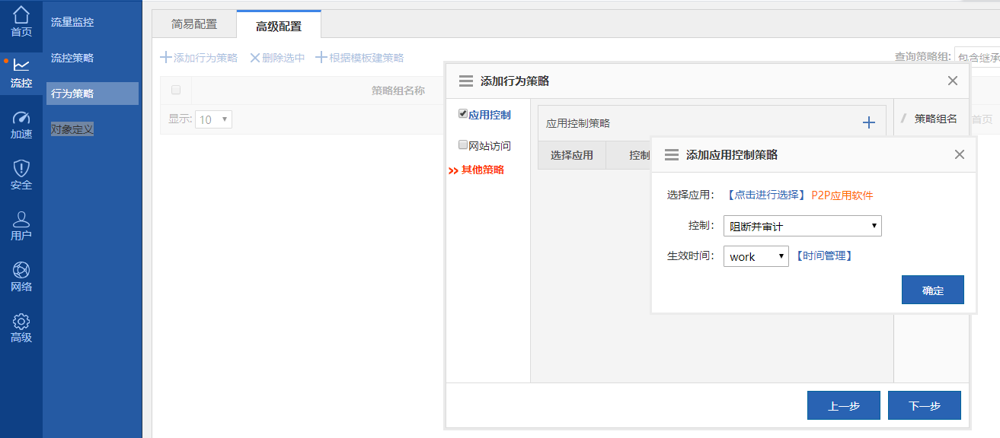 首页
流控
加速
安全
用户
网络
高级
流量监控
流控策略
行为策略
对象定义
简易配置
高级配置
添加行为策略 删除选中 根据模板建策略
查询策略组: 包含继承
策略组名称
显示: 10
首页
添加行为策略
应用控制
网站访问
其他策略
应用控制策略
选择应用 控制
/ 策略组名
添加应用控制策略
选择应用: 【点击进行选择】 P2P应用软件
控制: 阻断并审计
生效时间: work 【时间管理】
确定
上一步 下一步